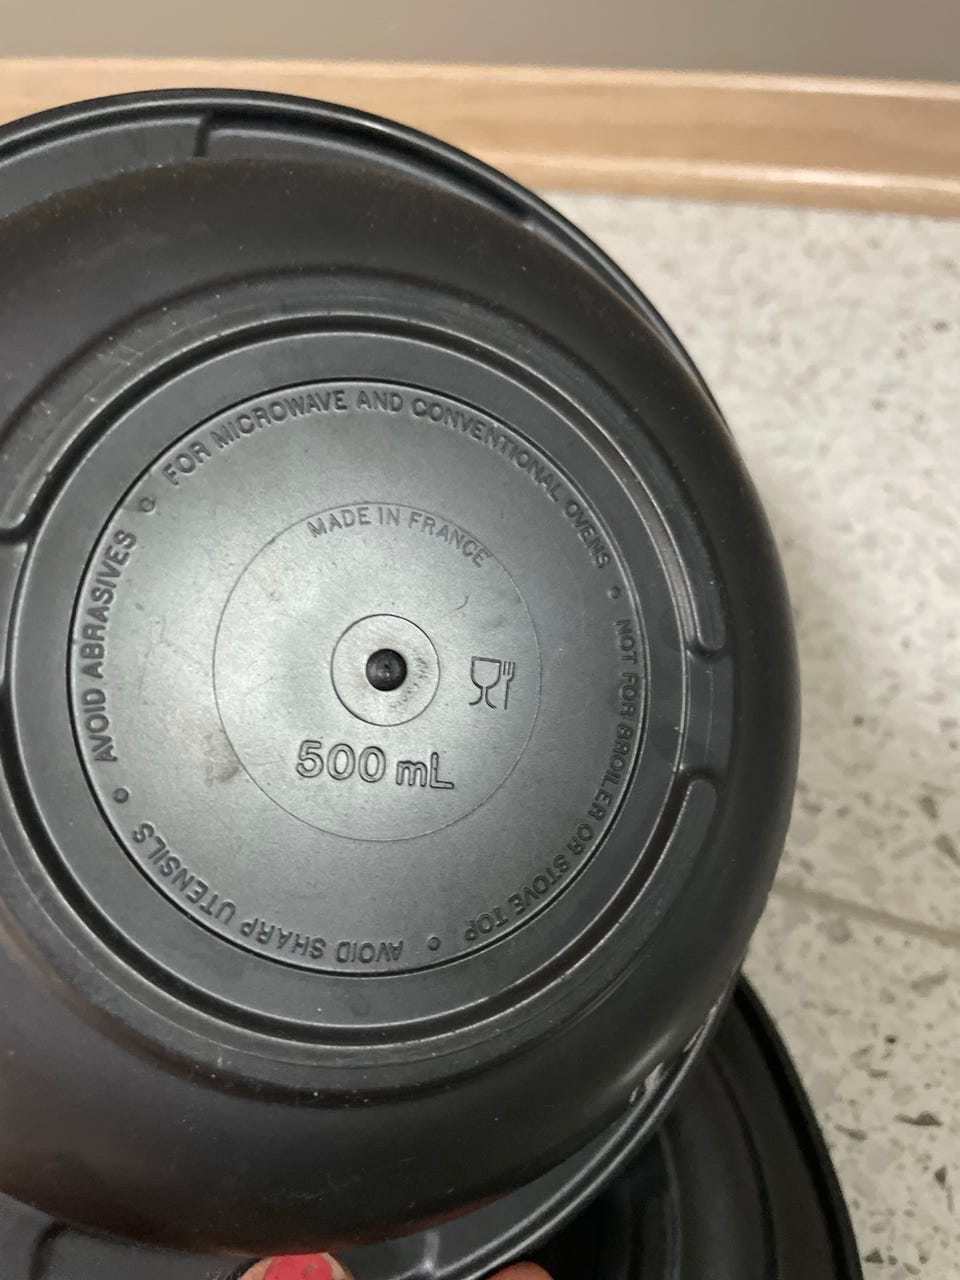 FOR MICROWAVE AND CONVENTIONAL OVENS
NOT FOR BROILER OR STOVE TOP
AVOID SHARP UTENSILS
AVOID ABRASIVES
MADE IN FRANCE
500 mL